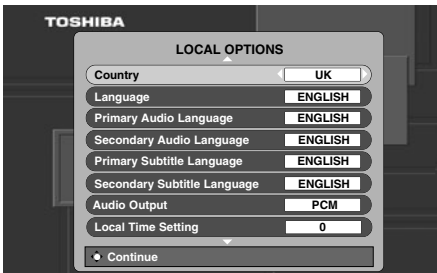 TOSHIBA
LOCAL OPTIONS
Country UK
Language ENGLISH
Primary Audio Language ENGLISH
Secondary Audio Language ENGLISH
Primary Subtitle Language ENGLISH
Secondary Subtitle Language ENGLISH
Audio Output PCM
Local Time Setting 0
Continue